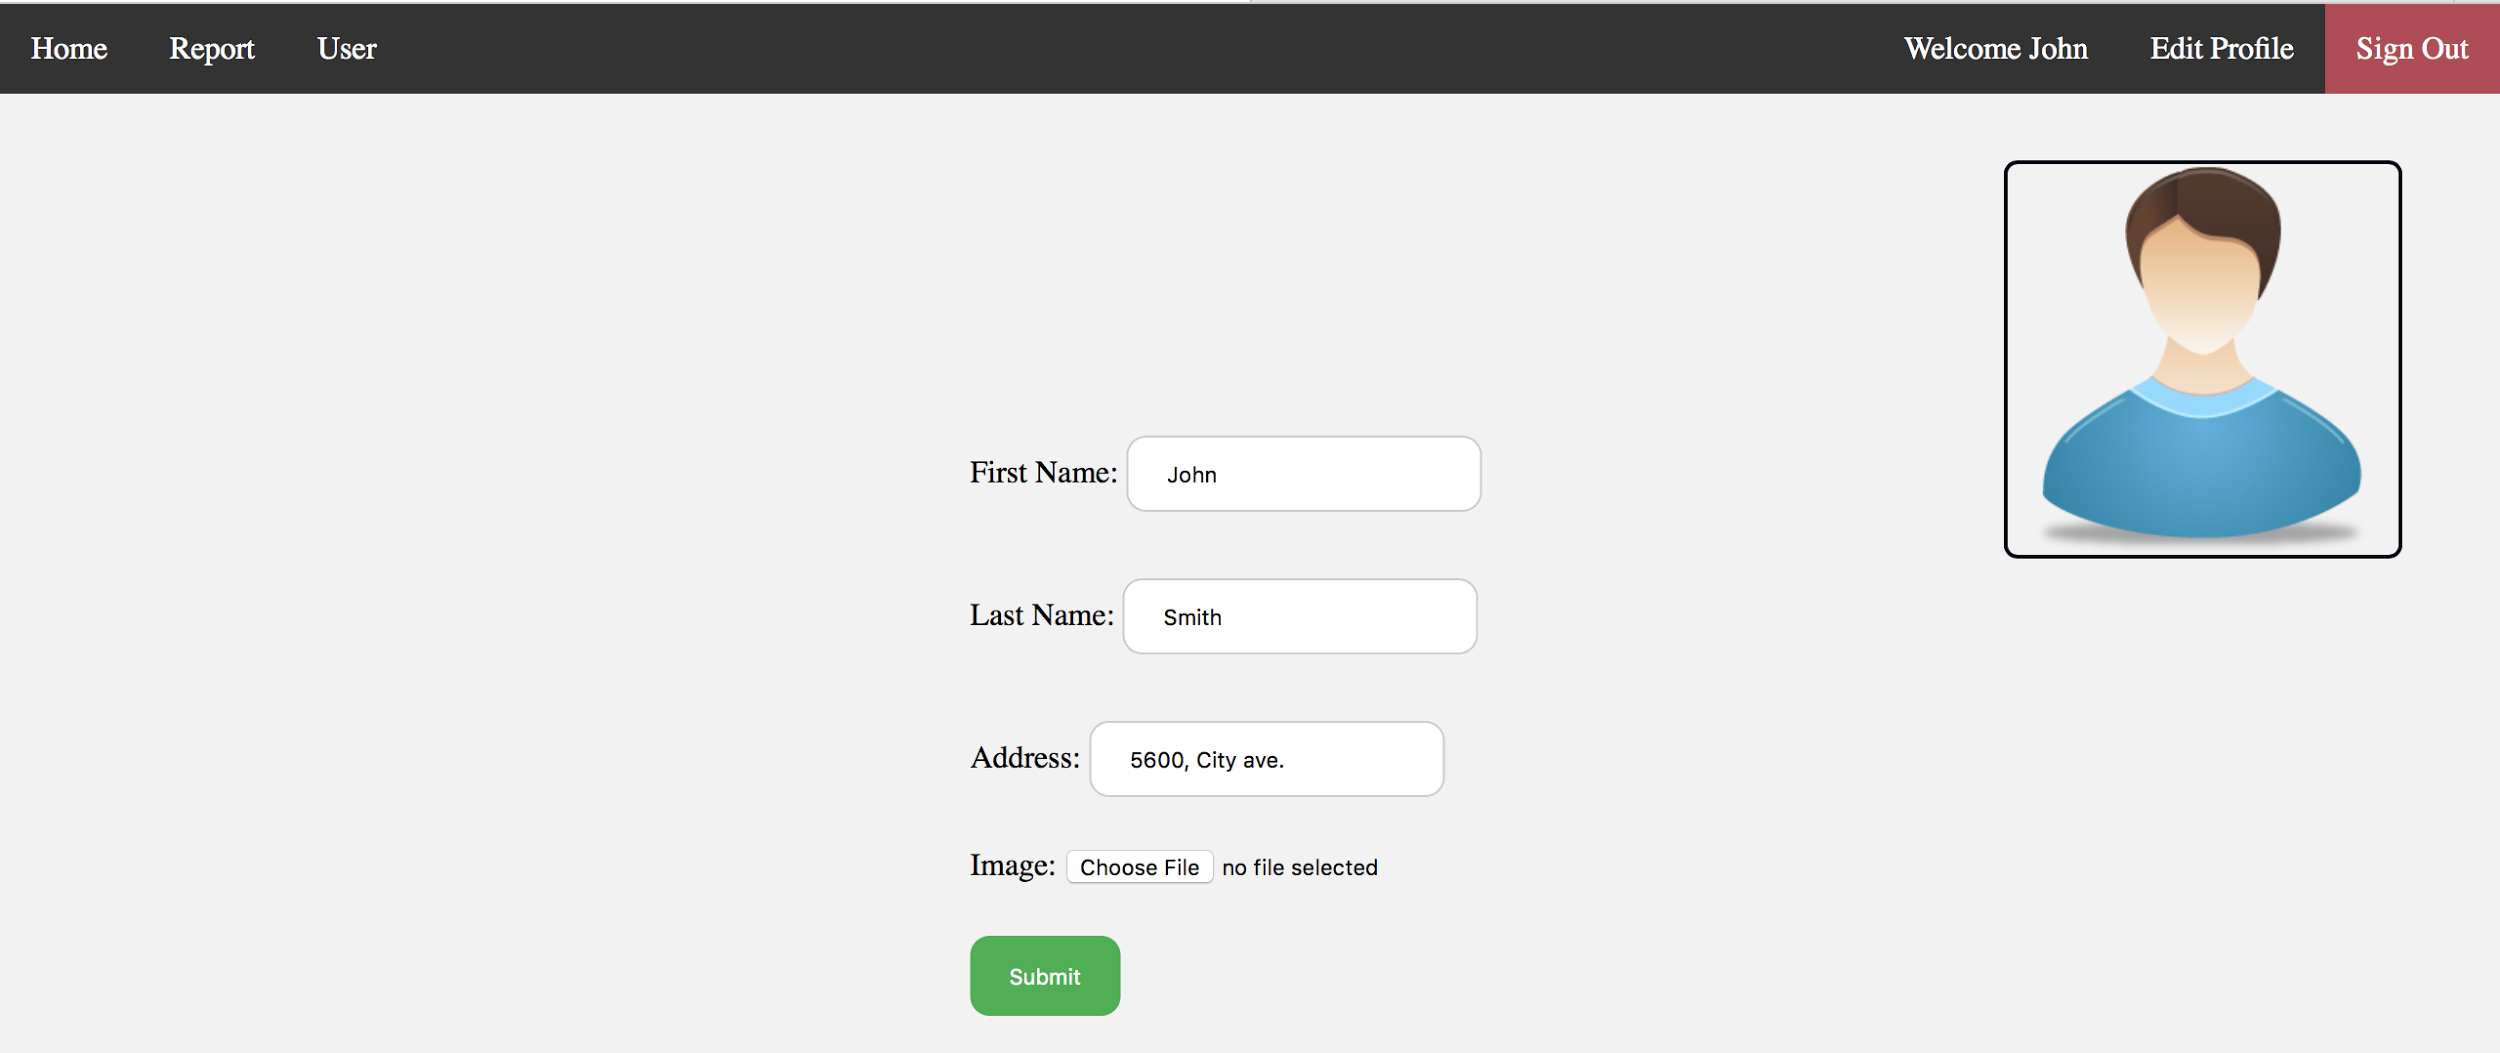 Home Report User Welcome John Edit Profile Sign Out
First Name: John
Last Name: Smith
Address: 5600, City ave.
Image: Choose File no file selected
Submit